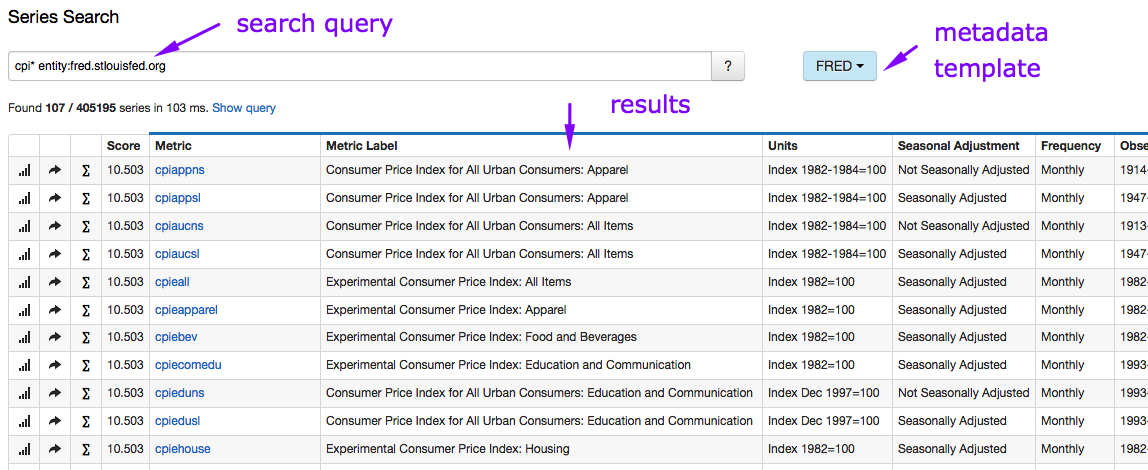 Series Search
search query
metadata
template
cpi* entity:fred.stlouisfed.org ? FRED
Found 107 / 405195 series in 103 ms. Show query
results
Score Metric Metric Label Units Seasonal Adjustment Frequency Obse
Σ 10.503 cpiappns Consumer Price Index for All Urban Consumers: Apparel Index 1982-1984=100 Not Seasonally Adjusted Monthly 1914-
Σ 10.503 cpiappsl Consumer Price Index for All Urban Consumers: Apparel Index 1982-1984=100 Seasonally Adjusted Monthly 1947-
Σ 10.503 cpiaucns Consumer Price Index for All Urban Consumers: All Items Index 1982-1984=100 Not Seasonally Adjusted Monthly 1913-
Σ 10.503 cpiaucsl Consumer Price Index for All Urban Consumers: All Items Index 1982-1984=100 Seasonally Adjusted Monthly 1947-
Σ 10.503 cpieall Experimental Consumer Price Index: All Items Index 1982=100 Seasonally Adjusted Monthly 1982-
Σ 10.503 cpieapparel Experimental Consumer Price Index: Apparel Index 1982=100 Seasonally Adjusted Monthly 1982-
Σ 10.503 cpiebev Experimental Consumer Price Index: Food and Beverages Index 1982=100 Seasonally Adjusted Monthly 1982-
Σ 10.503 cpiecomedu Experimental Consumer Price Index: Education and Communication Index 1982=100 Seasonally Adjusted Monthly 1993-
Σ 10.503 cpieduns Consumer Price Index for All Urban Consumers: Education and Communication Index Dec 1997=100 Not Seasonally Adjusted Monthly 1993-
Σ 10.503 cpiedusl Consumer Price Index for All Urban Consumers: Education and Communication Index Dec 1997=100 Seasonally Adjusted Monthly 1993-
Σ 10.503 cpiehouse Experimental Consumer Price Index: Housing Index 1982=100 Seasonally Adjusted Monthly 1982-